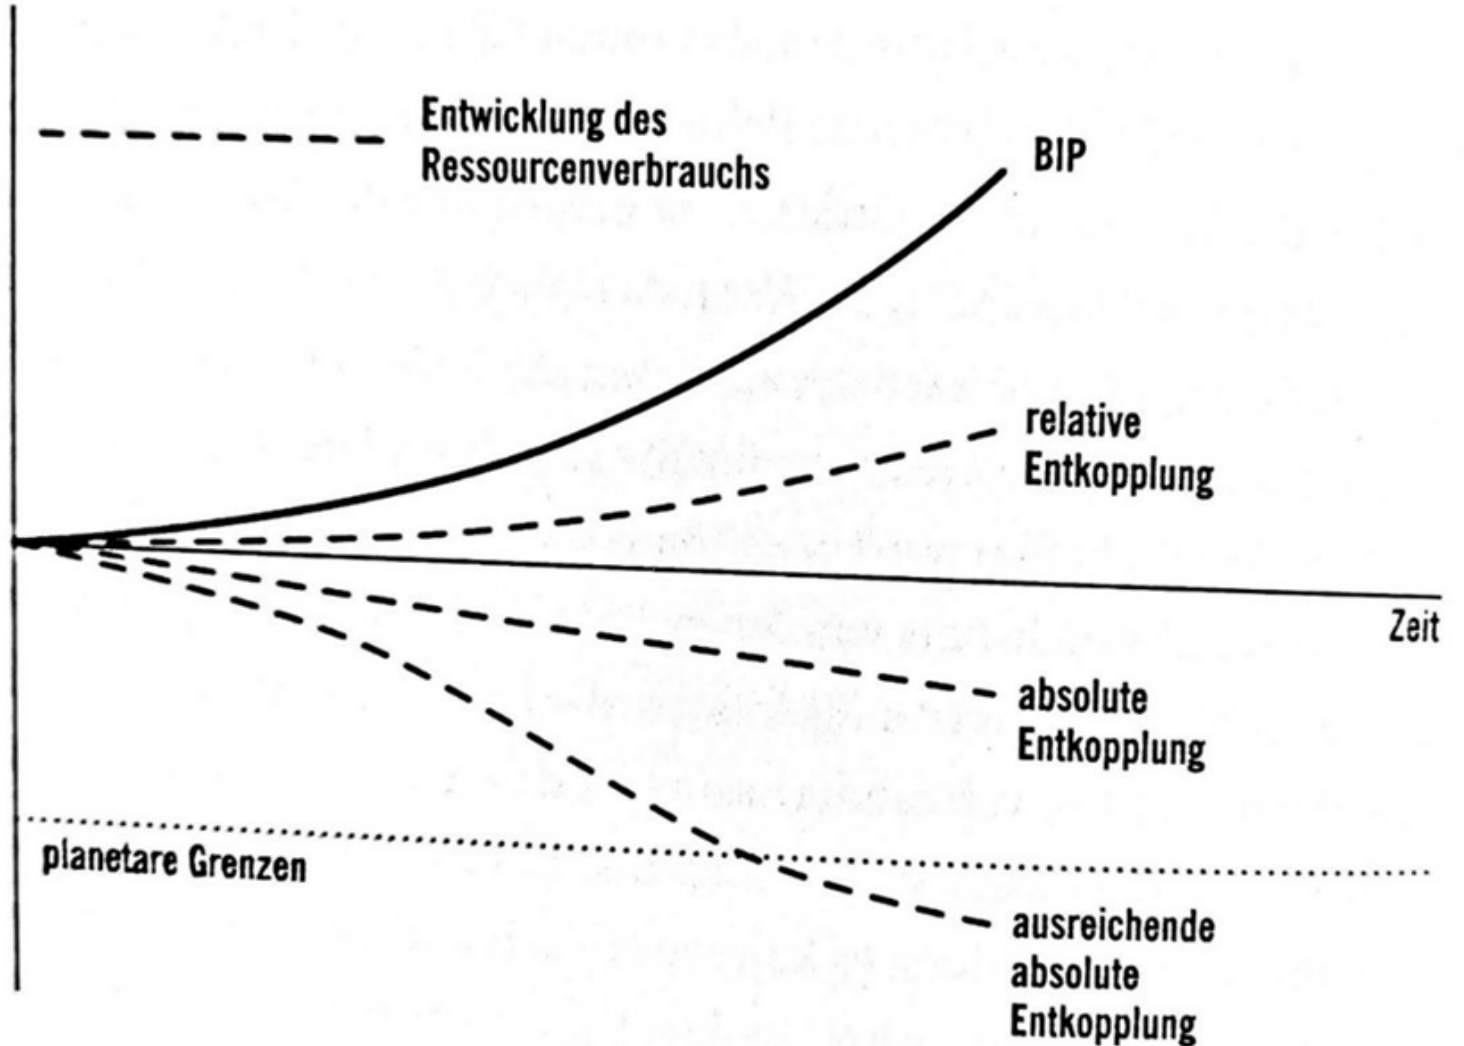 Entwicklung des
Ressourcenverbrauchs
BIP
relative
Entkopplung
Zeit
absolute
Entkopplung
planetare Grenzen
ausreichende
absolute
Entkopplung